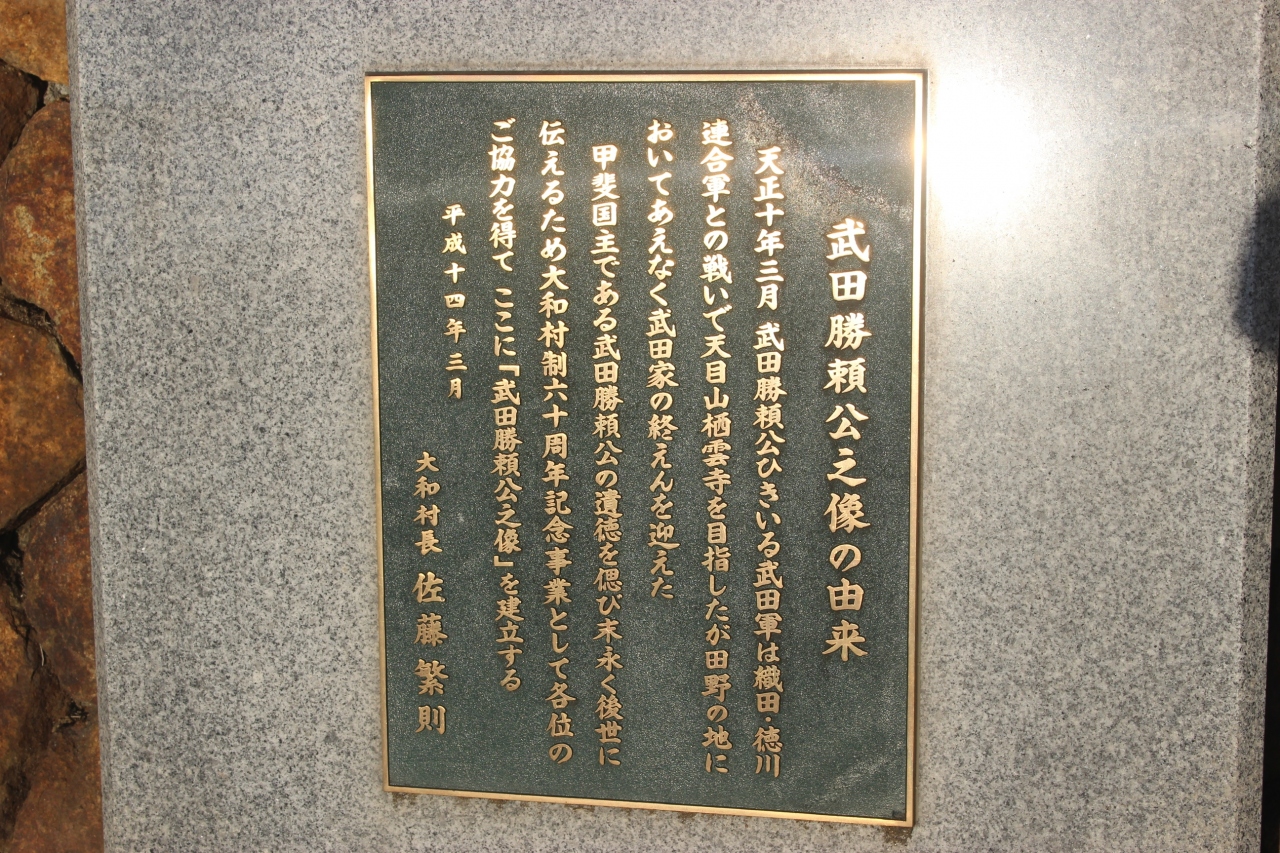 武田勝頼公之像の由来
天正十年三月 武田勝頼公ひきいる武田軍は織田・徳川
連合軍との戦いで天目山栖雲寺を目指したが田野の地に
おいてあえなく武田家の終えんを迎えた
甲斐国主である武田勝頼公の遺徳を偲び末永く後世に
伝えるため大和村制六十周年記念事業として各位の
ご協力を得て ここに「武田勝頼公之像」を建立する
平成十四年三月
大和村長 佐藤繁則